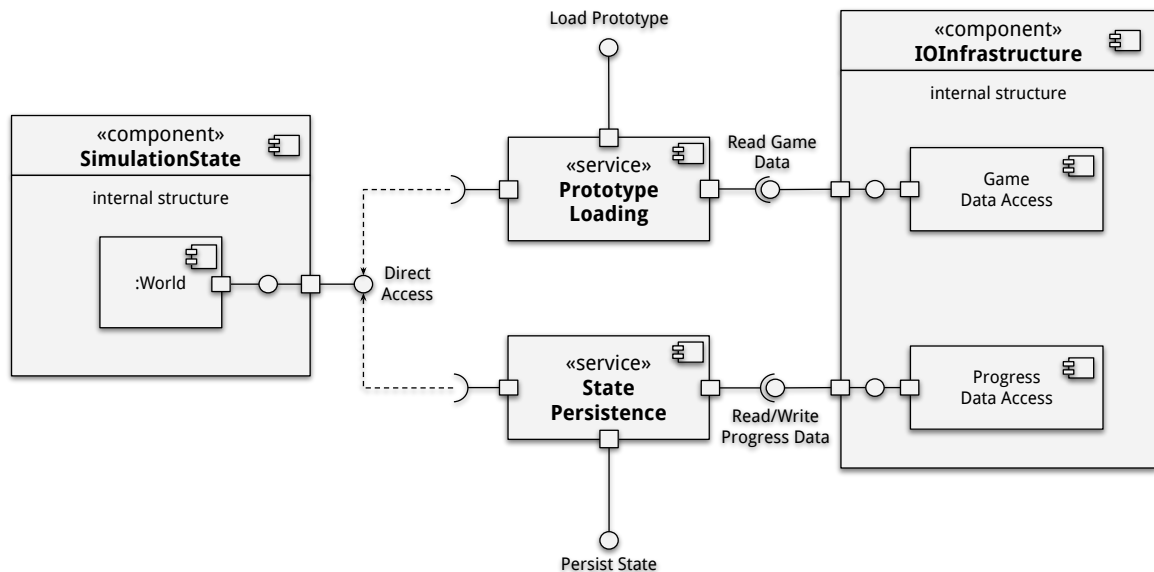 Load Prototype
«component»
IOInfrastructure
internal structure
«component»
SimulationState
internal structure
:World
Direct
Access
«service»
Prototype
Loading
Read Game
Data
Game
Data Access
«service»
State
Persistence
Read/Write
Progress Data
Progress
Data Access
Persist State